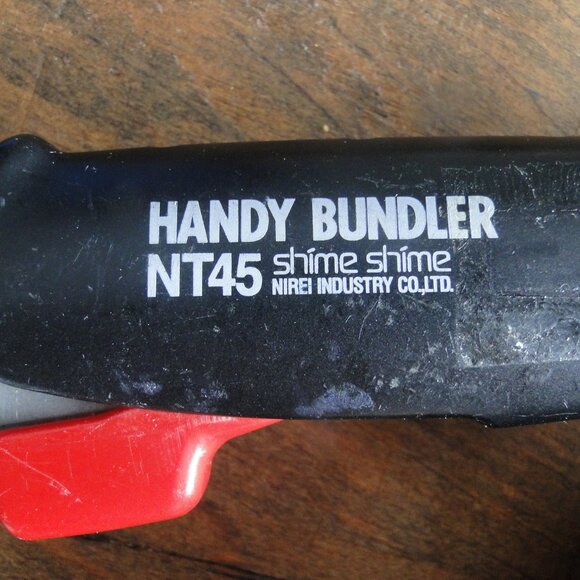 HANDY BUNDLER
NT45 shime shime
NIREI INDUSTRY CO.,LTD.